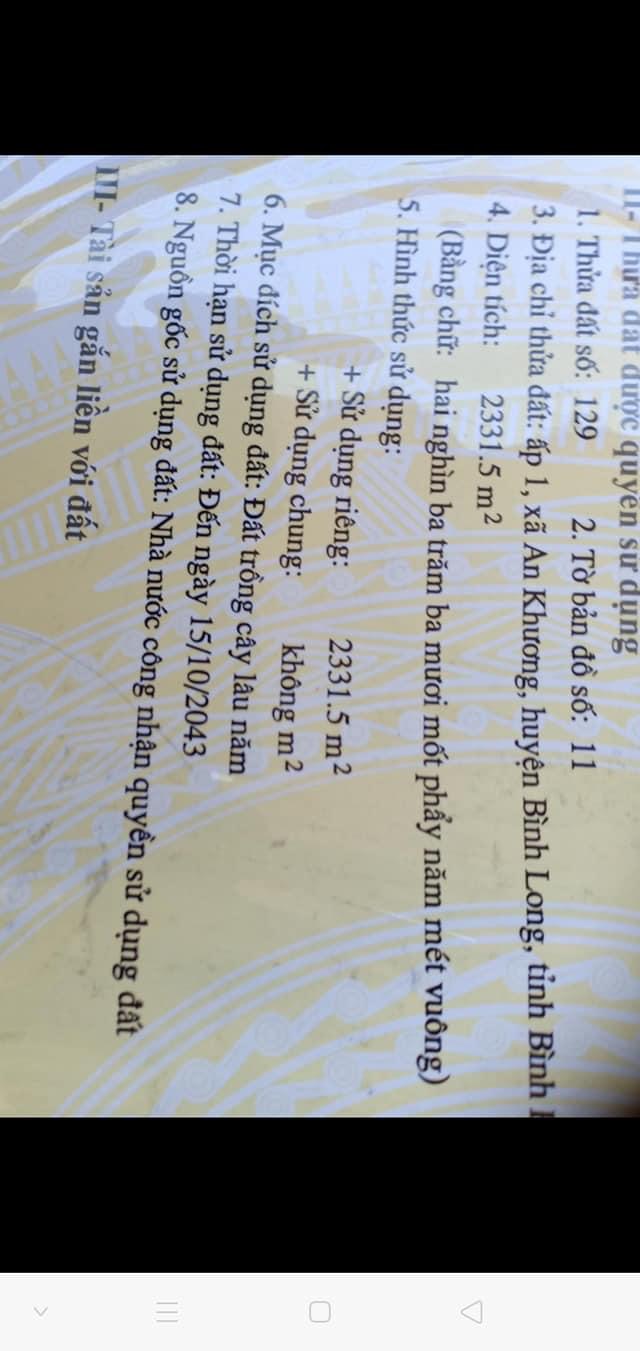 II- Thửa đất được quyền sử dụng
1. Thửa đất số: 129 2. Tờ bản đồ số: 11
3. Địa chỉ thửa đất: ấp 1, xã An Khương, huyện Bình Long, tỉnh Bình
4. Diện tích: 2331.5 m²
(Bằng chữ: hai nghìn ba trăm ba mươi mốt phẩy năm mét vuông)
5. Hình thức sử dụng:
+ Sử dụng riêng: 2331.5 m²
+ Sử dụng chung: không m²
6. Mục đích sử dụng đất: Đất trồng cây lâu năm
7. Thời hạn sử dụng đất: Đến ngày 15/10/2043
8. Nguồn gốc sử dụng đất: Nhà nước công nhận quyền sử dụng đất
III- Tài sản gắn liền với đất